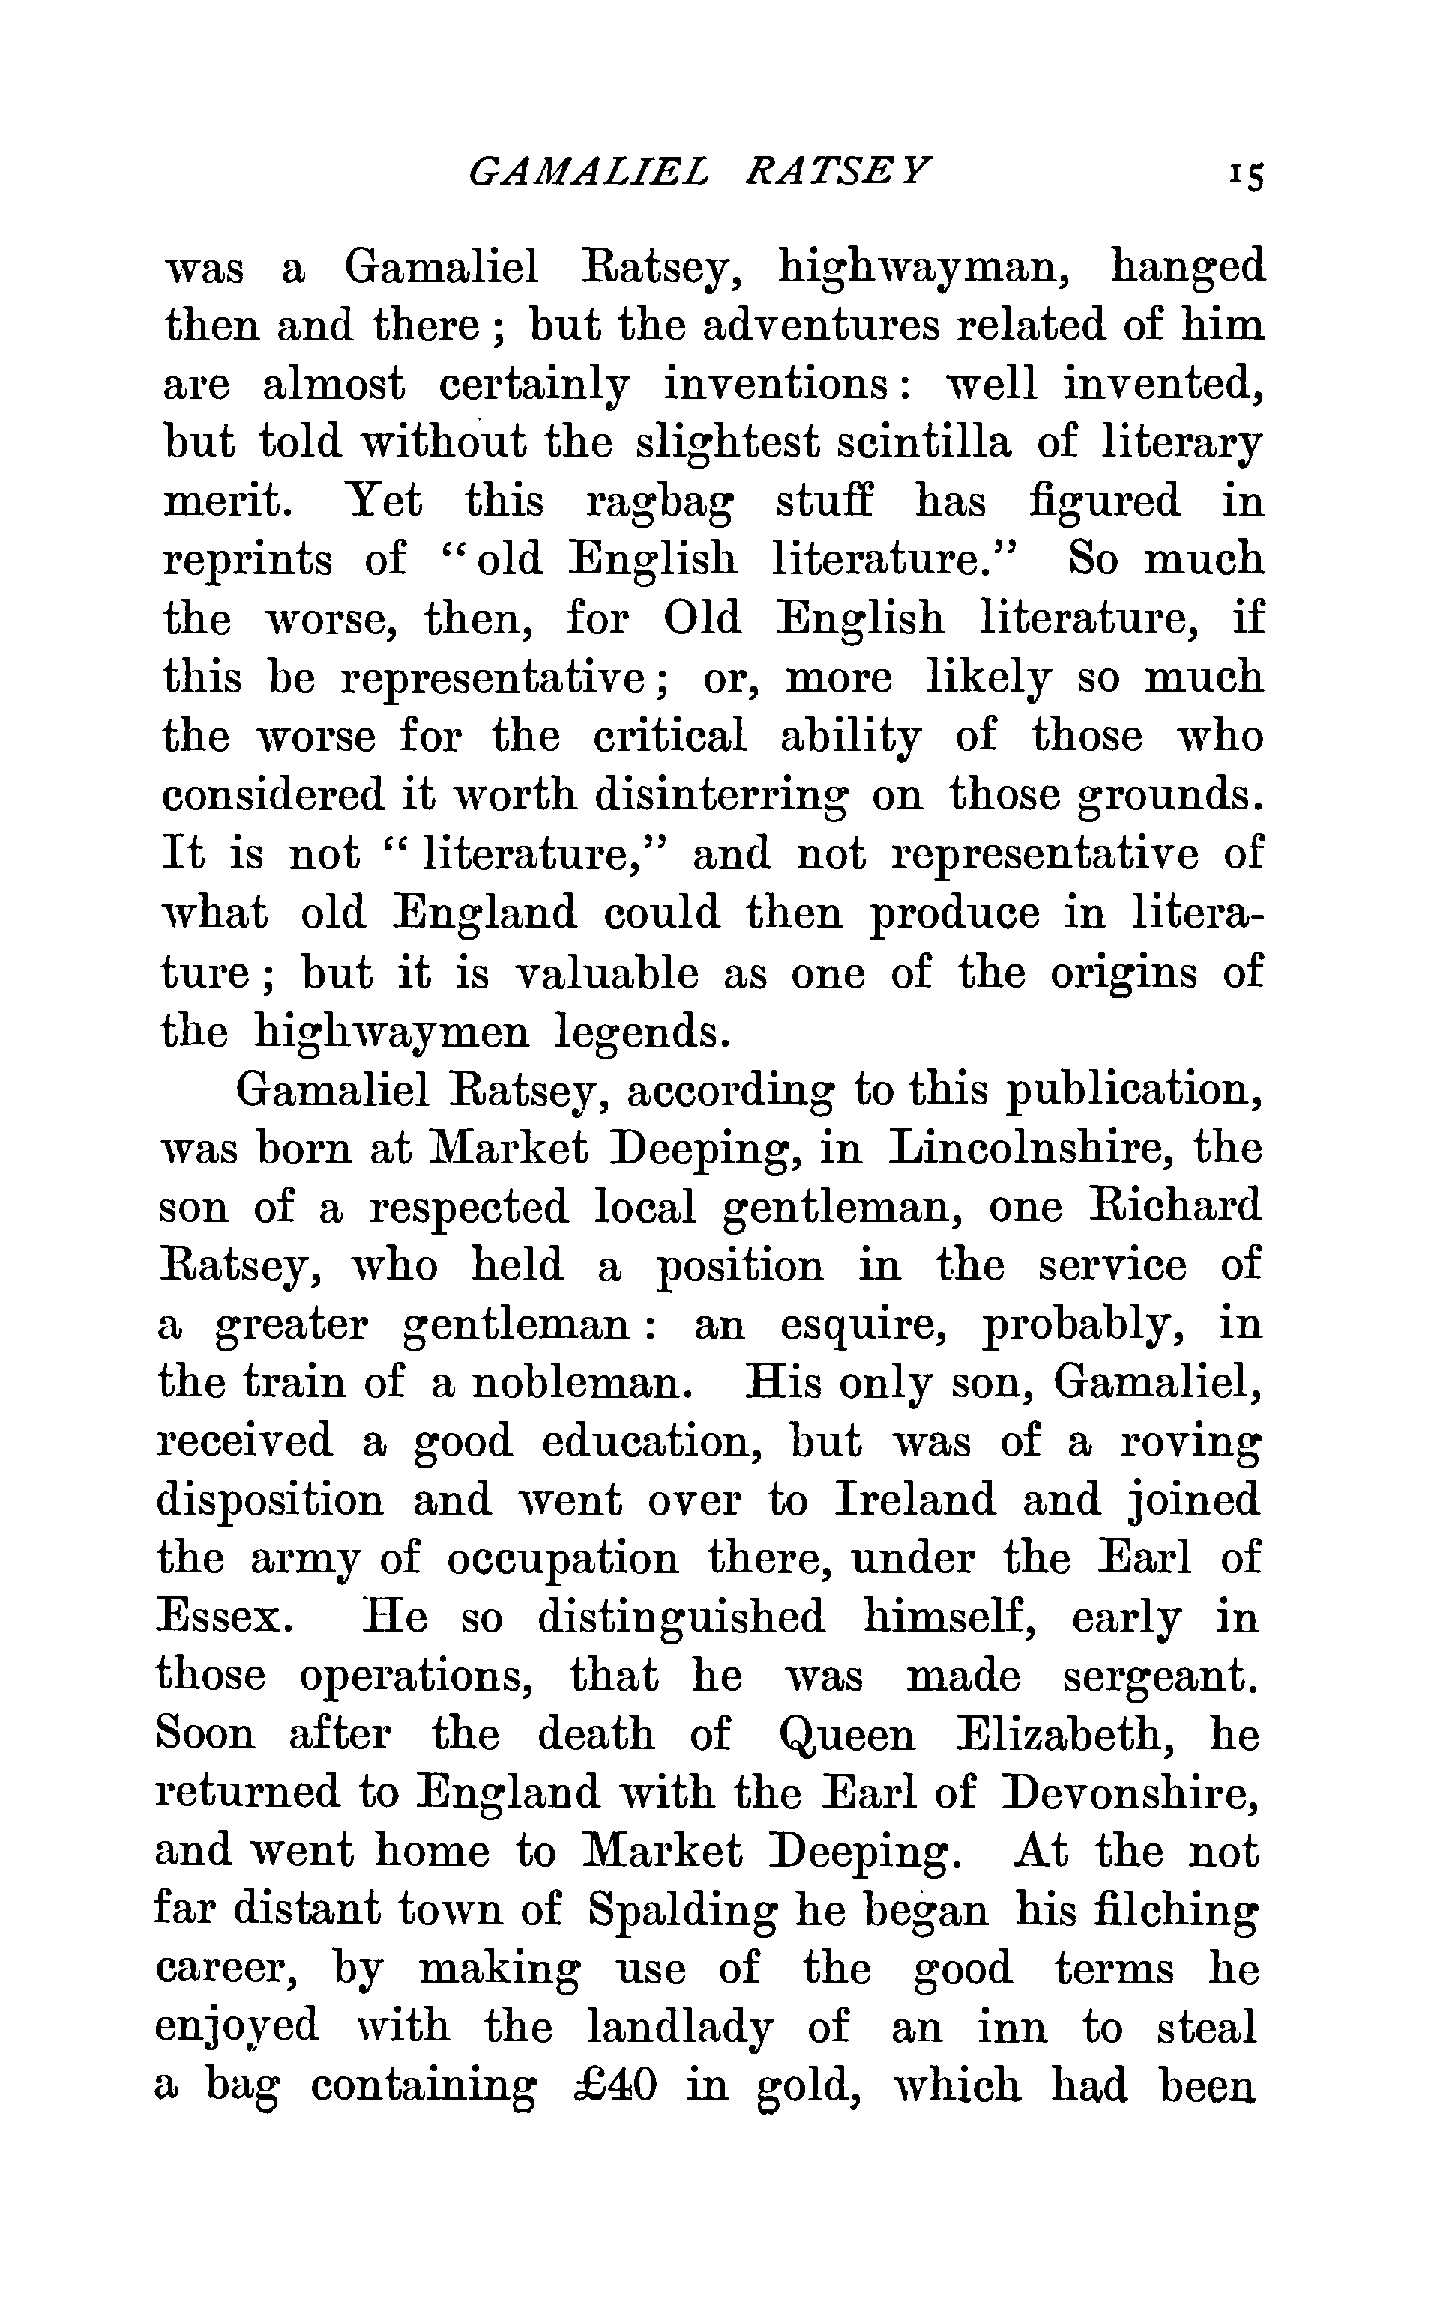 GAMALIEL RATSEY 15
was a Gamaliel Ratsey, highwayman, hanged
then and there ; but the adventures related of him
are almost certainly inventions : well invented,
but told without the slightest scintilla of literary
merit. Yet this ragbag stuff has figured in
reprints of “ old English literature.” So much
the worse, then, for Old English literature, if
this be representative ; or, more likely so much
the worse for the critical ability of those who
considered it worth disinterring on those grounds.
It is not “ literature,” and not representative of
what old England could then produce in litera-
ture ; but it is valuable as one of the origins of
the highwaymen legends.
Gamaliel Ratsey, according to this publication,
was born at Market Deeping, in Lincolnshire, the
son of a respected local gentleman, one Richard
Ratsey, who held a position in the service of
a greater gentleman : an esquire, probably, in
the train of a nobleman. His only son, Gamaliel,
received a good education, but was of a roving
disposition and went over to Ireland and joined
the army of occupation there, under the Earl of
Essex. He so distinguished himself, early in
those operations, that he was made sergeant.
Soon after the death of Queen Elizabeth, he
returned to England with the Earl of Devonshire,
and went home to Market Deeping. At the not
far distant town of Spalding he began his filching
career, by making use of the good terms he
enjoyed with the landlady of an inn to steal
a bag containing £40 in gold, which had been